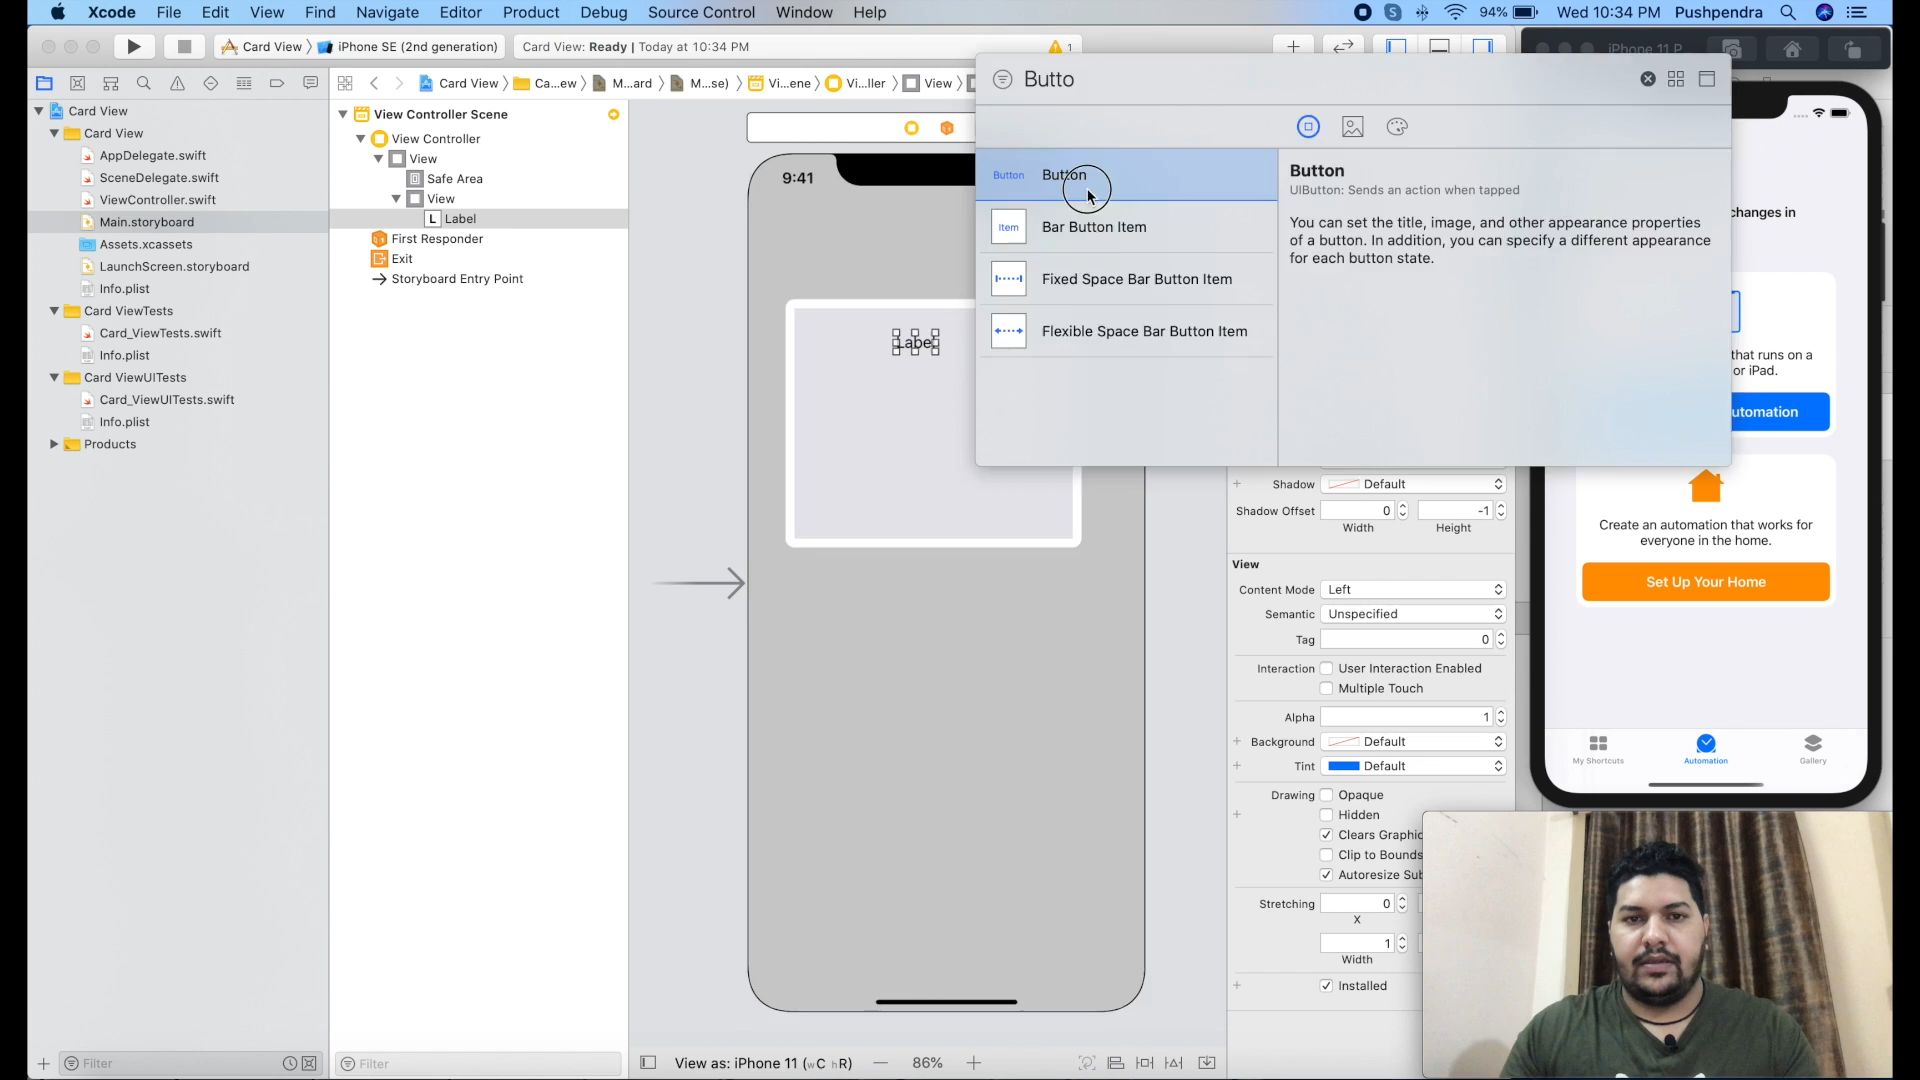 Xcode File Edit View Find Navigate Editor Product Debug Source Control Window Help
94% Wed 10:34 PM Pushpendra
Card View iPhone SE (2nd generation)
Card View: Ready | Today at 10:34 PM
1
iPhone 11 P
Card View Ca...ew M...ard M...se) Vi...ene Vi...ller View
Card View
Card View
AppDelegate.swift
SceneDelegate.swift
ViewController.swift
Main.storyboard
Assets.xcassets
LaunchScreen.storyboard
Info.plist
Card ViewTests
Card_ViewTests.swift
Info.plist
Card ViewUITests
Card_ViewUITests.swift
Info.plist
Products
Filter
View Controller Scene
View Controller
View
Safe Area
View
L Label
First Responder
Exit
Storyboard Entry Point
Filter
9:41
Label
View as: iPhone 11 (wC hR)
86%
Butto
Button Button
Item Bar Button Item
Fixed Space Bar Button Item
Flexible Space Bar Button Item
Button
UIButton: Sends an action when tapped
You can set the title, image, and other appearance properties
of a button. In addition, you can specify a different appearance
for each button state.
Shadow Default
Shadow Offset 0 -1
Width Height
View
Content Mode Left
Semantic Unspecified
Tag 0
Interaction User Interaction Enabled
Multiple Touch
Alpha 1
Background Default
Tint Default
Drawing Opaque
Hidden
Clears Graphic
Clip to Bounds
Autoresize Sub
Stretching 0
X
1
Width
Installed
hanges in
that runs on a
or iPad.
utomation
Create an automation that works for
everyone in the home.
Set Up Your Home
My Shortcuts Automation Gallery